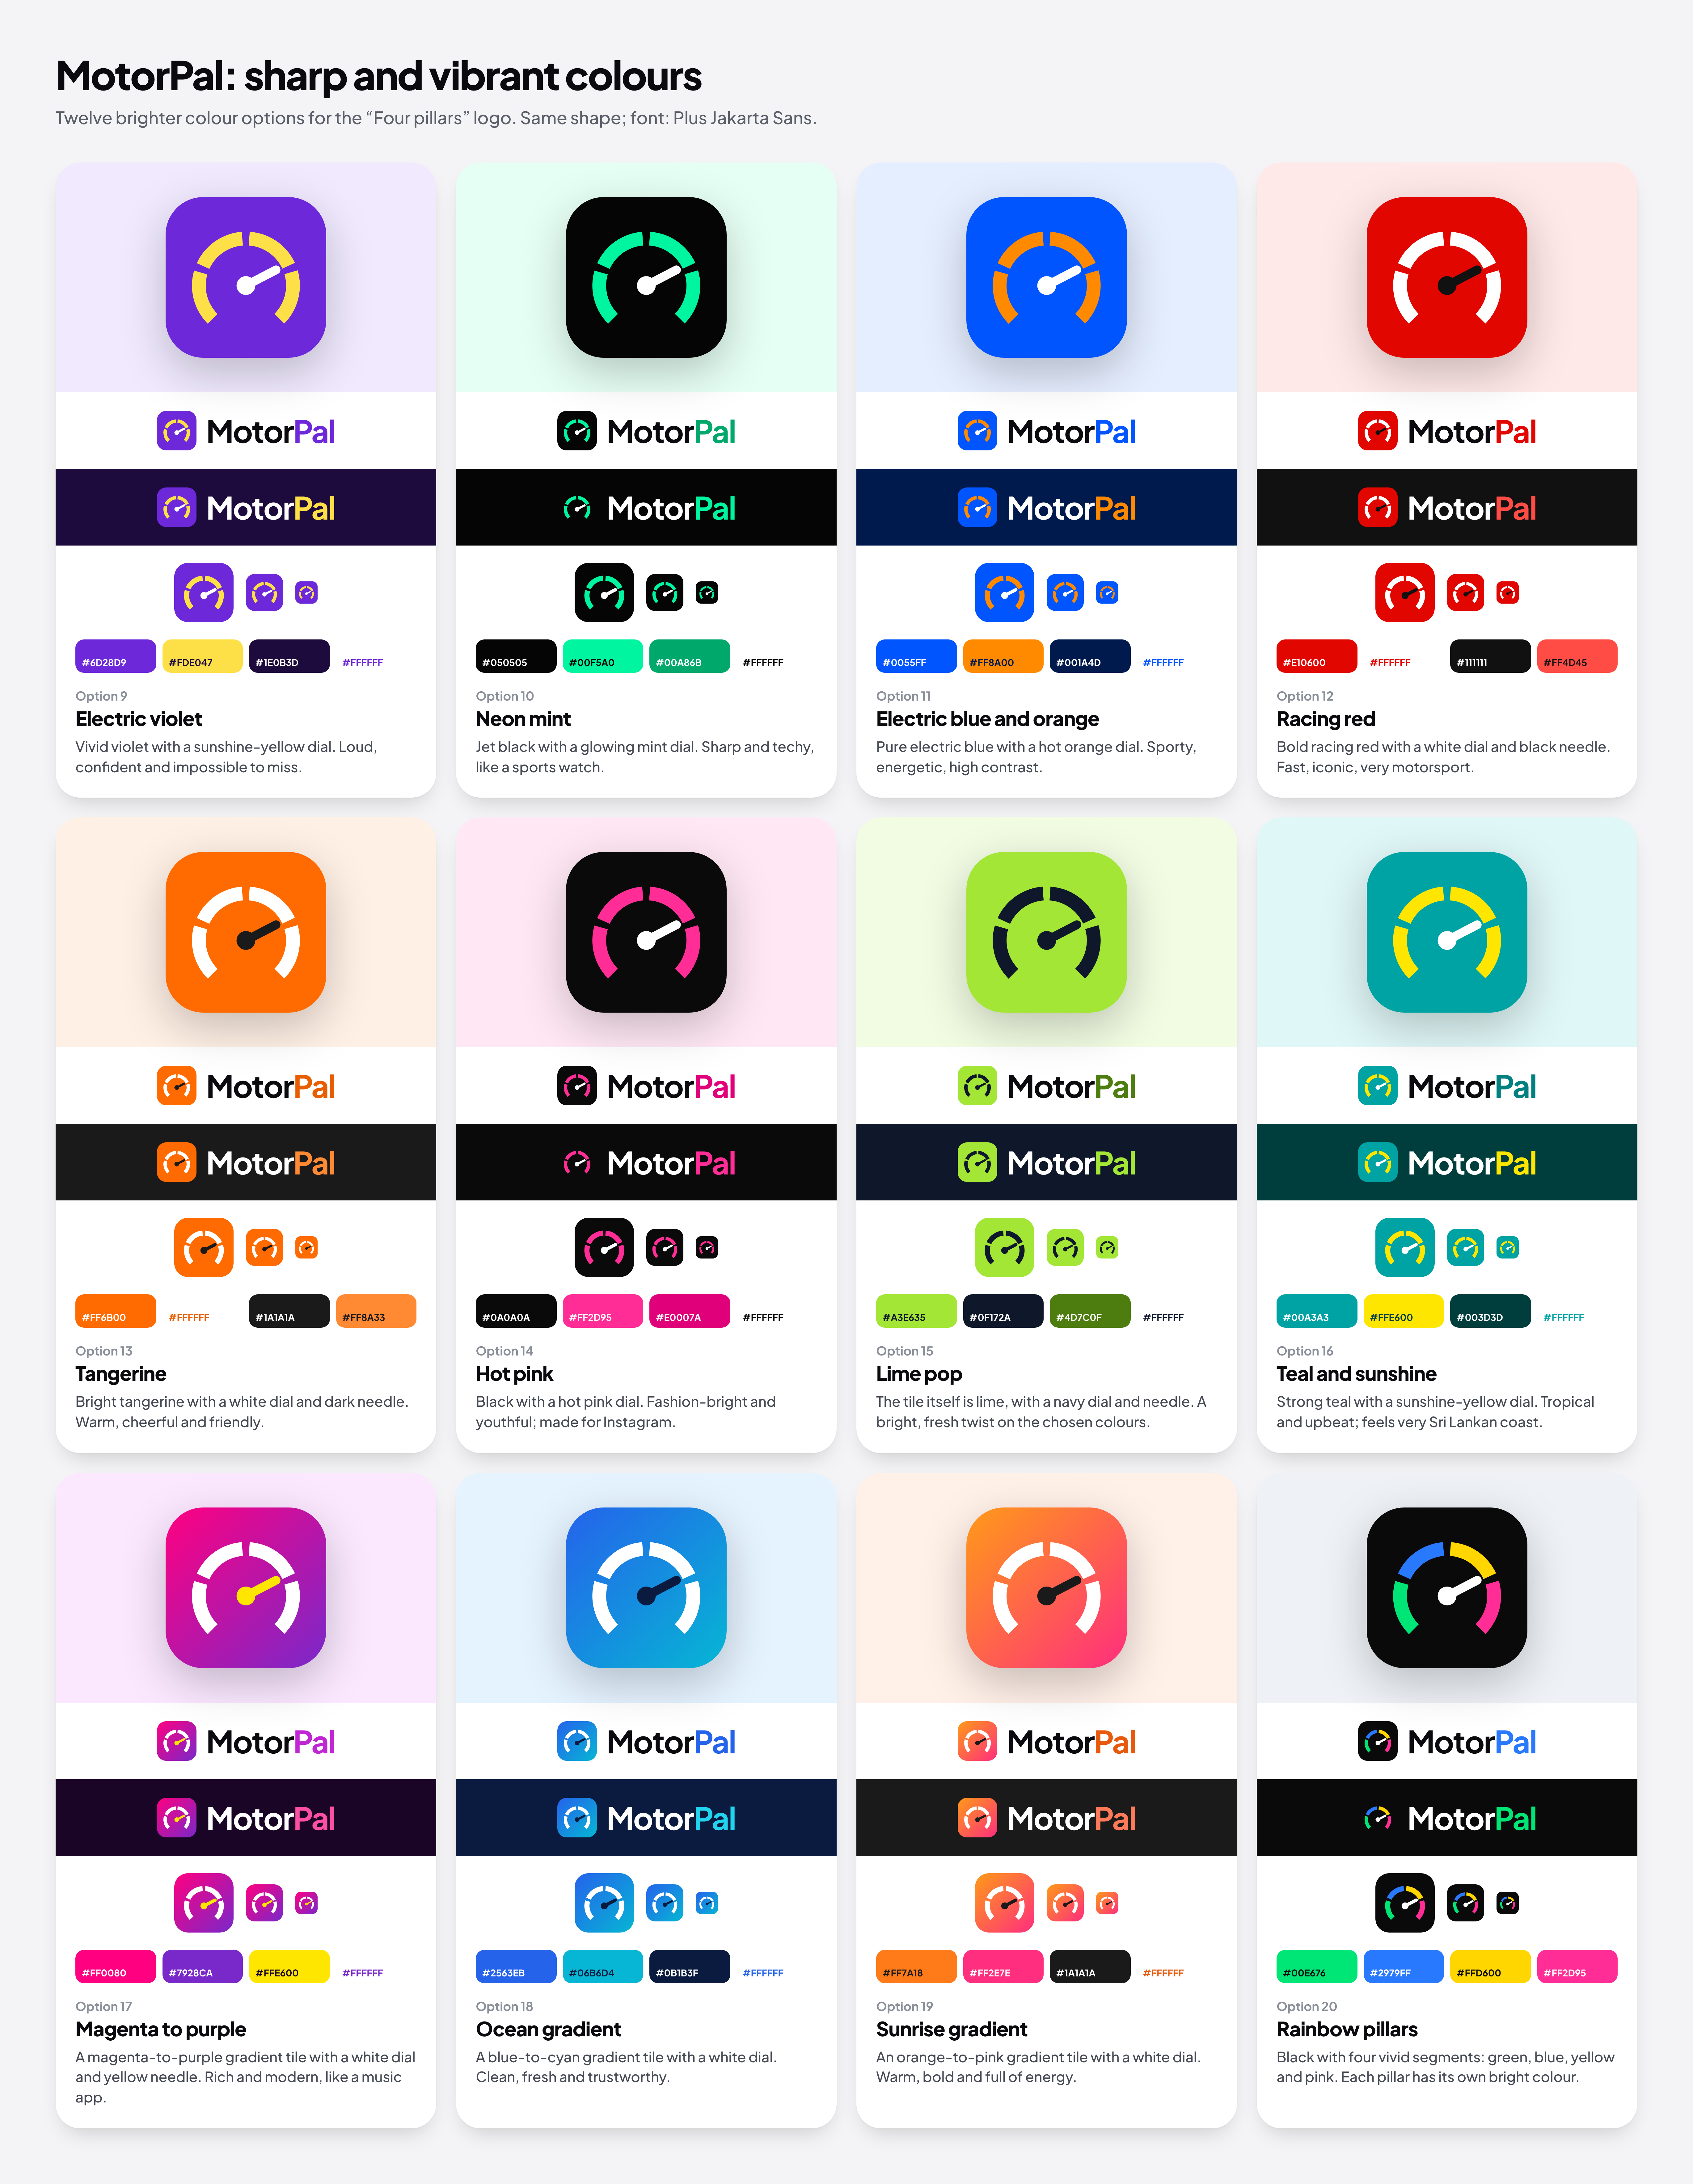 MotorPal: sharp and vibrant colours
Twelve brighter colour options for the “Four pillars” logo. Same shape; font: Plus Jakarta Sans.
MotorPal
MotorPal
#6D28D9 #FDE047 #1E0B3D #FFFFFF
Option 9
Electric violet
Vivid violet with a sunshine-yellow dial. Loud,
confident and impossible to miss.
MotorPal
MotorPal
#050505 #00F5A0 #00A86B #FFFFFF
Option 10
Neon mint
Jet black with a glowing mint dial. Sharp and techy,
like a sports watch.
MotorPal
MotorPal
#0055FF #FF8A00 #001A4D #FFFFFF
Option 11
Electric blue and orange
Pure electric blue with a hot orange dial. Sporty,
energetic, high contrast.
MotorPal
MotorPal
#E10600 #FFFFFF #111111 #FF4D45
Option 12
Racing red
Bold racing red with a white dial and black needle.
Fast, iconic, very motorsport.
MotorPal
MotorPal
#FF6B00 #FFFFFF #1A1A1A #FF8A33
Option 13
Tangerine
Bright tangerine with a white dial and dark needle.
Warm, cheerful and friendly.
MotorPal
MotorPal
#0A0A0A #FF2D95 #E0007A #FFFFFF
Option 14
Hot pink
Black with a hot pink dial. Fashion-bright and
youthful; made for Instagram.
MotorPal
MotorPal
#A3E635 #0F172A #4D7C0F #FFFFFF
Option 15
Lime pop
The tile itself is lime, with a navy dial and needle. A
bright, fresh twist on the chosen colours.
MotorPal
MotorPal
#00A3A3 #FFE600 #003D3D #FFFFFF
Option 16
Teal and sunshine
Strong teal with a sunshine-yellow dial. Tropical
and upbeat; feels very Sri Lankan coast.
MotorPal
MotorPal
#FF0080 #7928CA #FFE600 #FFFFFF
Option 17
Magenta to purple
A magenta-to-purple gradient tile with a white dial
and yellow needle. Rich and modern, like a music
app.
MotorPal
MotorPal
#2563EB #06B6D4 #0B1B3F #FFFFFF
Option 18
Ocean gradient
A blue-to-cyan gradient tile with a white dial.
Clean, fresh and trustworthy.
MotorPal
MotorPal
#FF7A18 #FF2E7E #1A1A1A #FFFFFF
Option 19
Sunrise gradient
An orange-to-pink gradient tile with a white dial.
Warm, bold and full of energy.
MotorPal
MotorPal
#00E676 #2979FF #FFD600 #FF2D95
Option 20
Rainbow pillars
Black with four vivid segments: green, blue, yellow
and pink. Each pillar has its own bright colour.